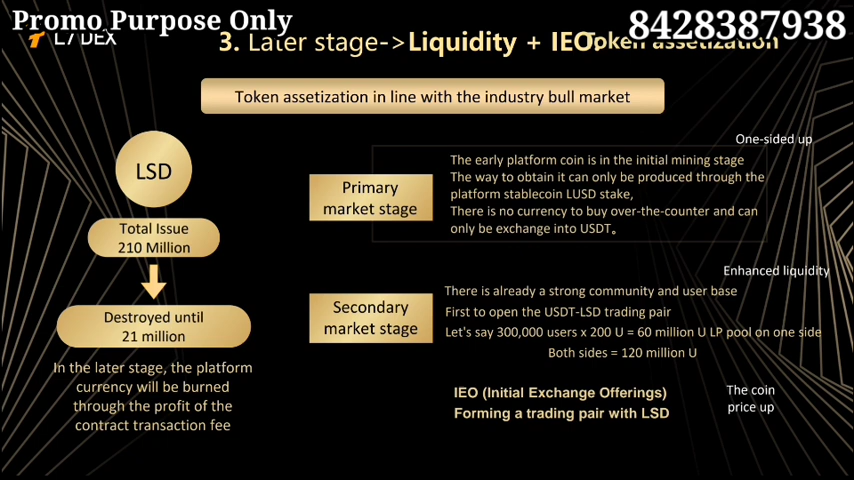 Promo Purpose Only
8428387938
L7 DEX
3. Later stage->Liquidity + IEO.
Token assetization
Token assetization in line with the industry bull market
One-sided up
LSD
Total Issue
210 Million
Destroyed until
21 million
In the later stage, the platform
currency will be burned
through the profit of the
contract transaction fee
Primary
market stage
The early platform coin is in the initial mining stage
The way to obtain it can only be produced through the
platform stablecoin LUSD stake,
There is no currency to buy over-the-counter and can
only be exchange into USDT。
Enhanced liquidity
Secondary
market stage
There is already a strong community and user base
First to open the USDT-LSD trading pair
Let's say 300,000 users x 200 U = 60 million U LP pool on one side
Both sides = 120 million U
IEO (Initial Exchange Offerings)
Forming a trading pair with LSD
The coin
price up